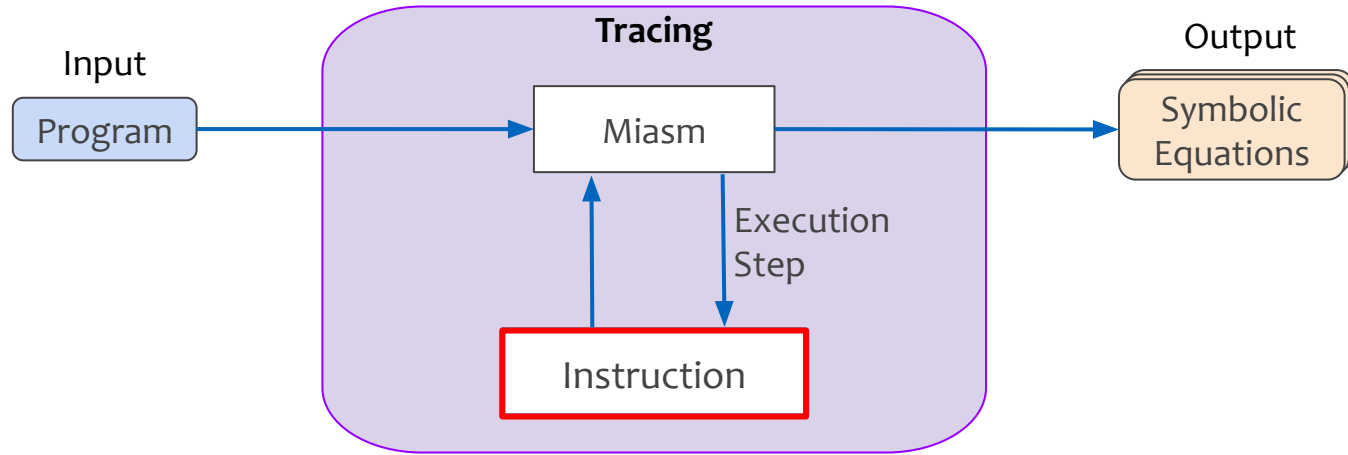 Tracing
Input
Output
Program
Miasm
Symbolic
Equations
Execution
Step
Instruction